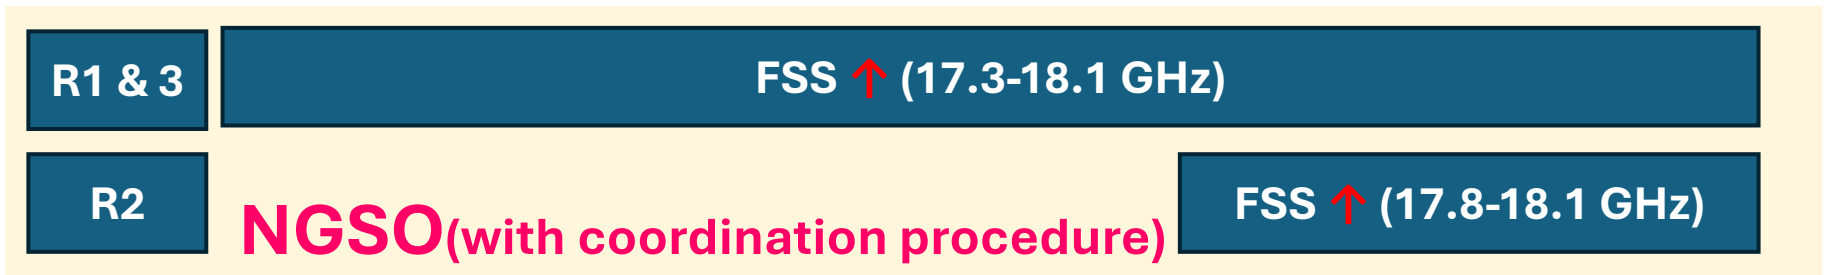 R1 & 3
FSS ↑ (17.3-18.1 GHz)
R2
NGSO(with coordination procedure)
FSS ↑ (17.8-18.1 GHz)